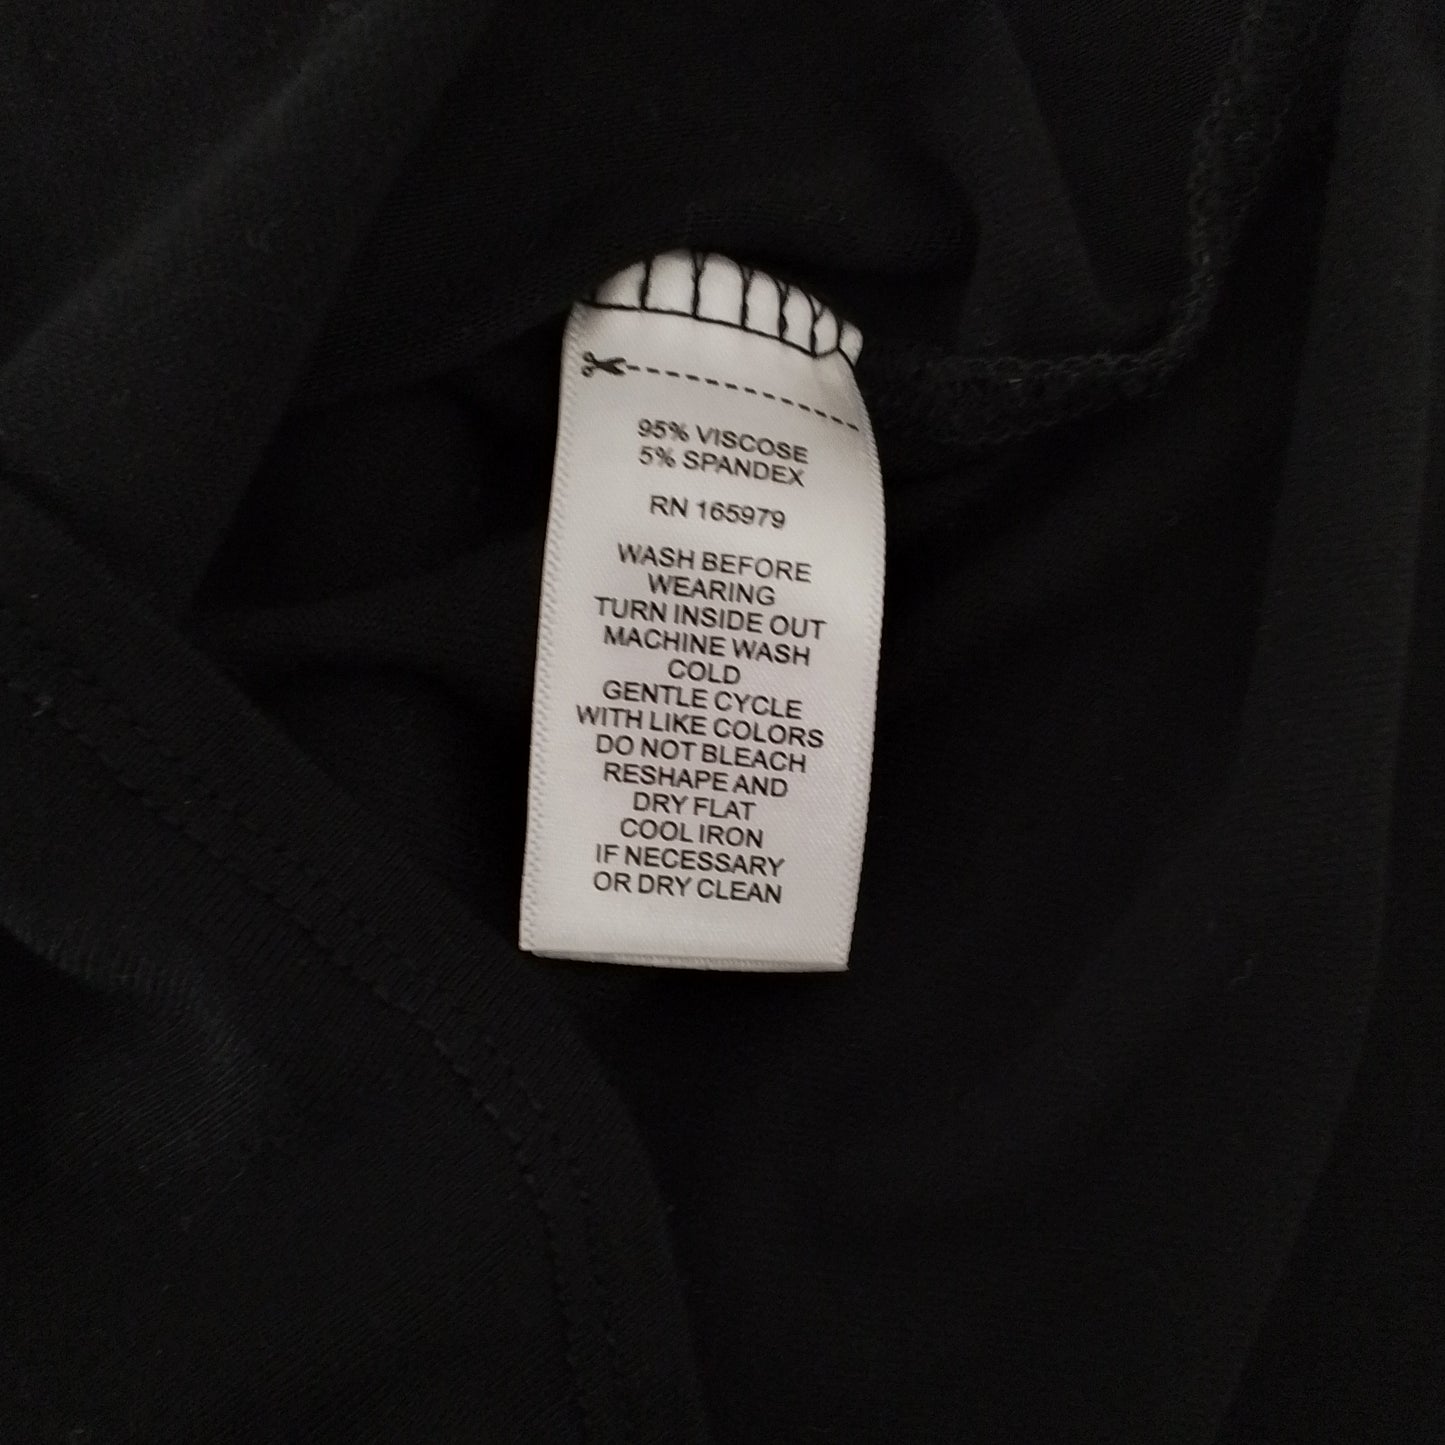 95% VISCOSE
5% SPANDEX
RN 165979
WASH BEFORE
WEARING
TURN INSIDE OUT
MACHINE WASH
COLD
GENTLE CYCLE
WITH LIKE COLORS
DO NOT BLEACH
RESHAPE AND
DRY FLAT
COOL IRON
IF NECESSARY
OR DRY CLEAN